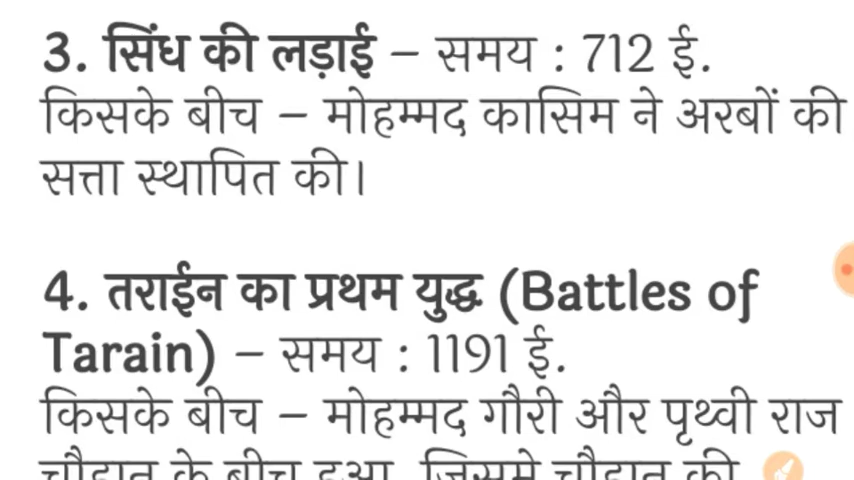 3. सिंध की लड़ाई – समय : 712 ई.
किसके बीच – मोहम्मद कासिम ने अरबों की
सत्ता स्थापित की।
4. तराईन का प्रथम युद्ध (Battles of
Tarain) – समय : 1191 ई.
किसके बीच – मोहम्मद गौरी और पृथ्वी राज
चौहान के बीच हुआ, जिसमे चौहान की